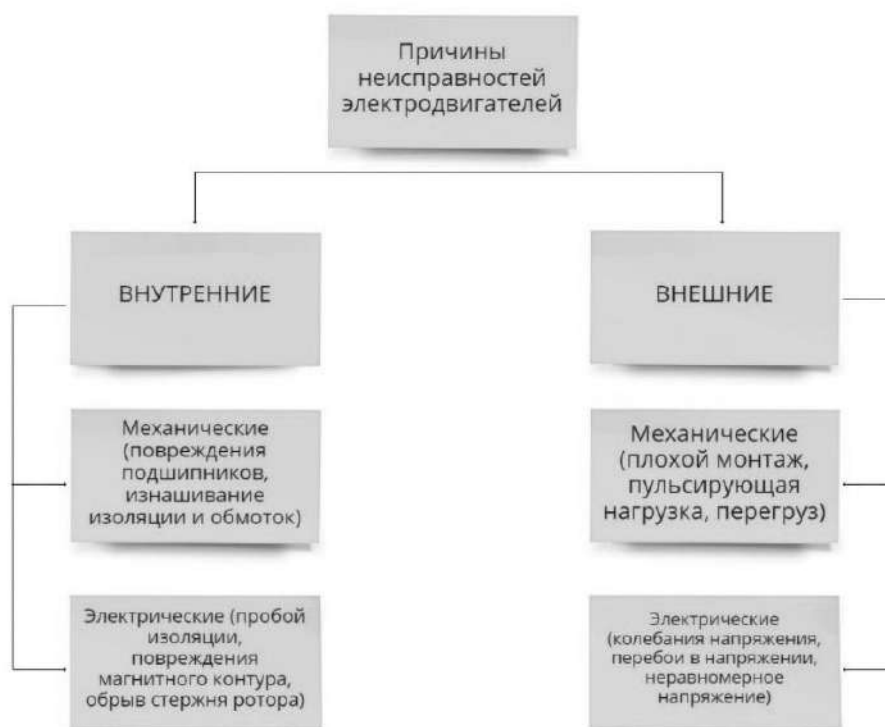 Причины
неисправностей
электродвигателей
ВНУТРЕННИЕ
ВНЕШНИЕ
Механические
(повреждения
подшипников,
изнашивание
изоляции и обмоток)
Механические
(плохой монтаж,
пульсирующая
нагрузка, перегруз)
Электрические (пробой
изоляции,
повреждения
магнитного контура,
обрыв стержня ротора)
Электрические
(колебания напряжения,
перебои в напряжении,
неравномерное
напряжение)